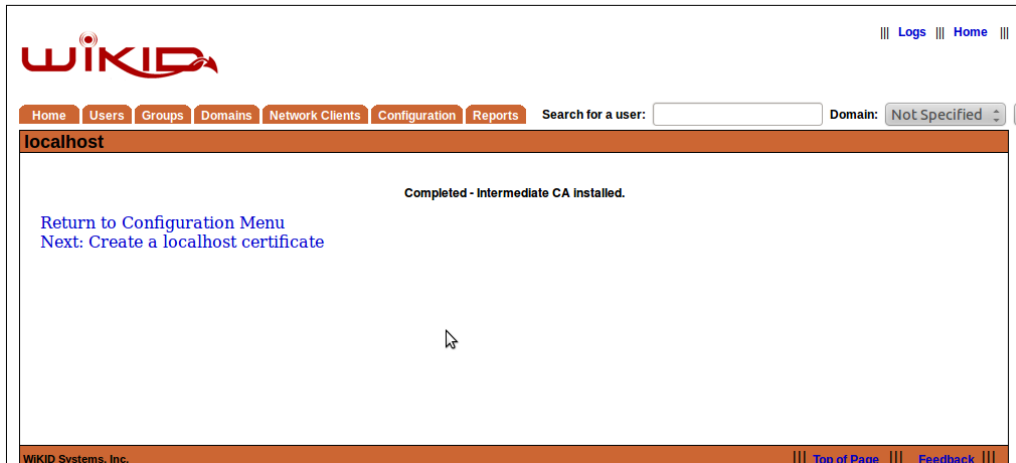 ||| Logs ||| Home |||
WiKID
Home Users Groups Domains Network Clients Configuration Reports Search for a user: Domain: Not Specified
localhost
Completed - Intermediate CA installed.
Return to Configuration Menu
Next: Create a localhost certificate
WiKID Systems, Inc. ||| Top of Page ||| Feedback |||